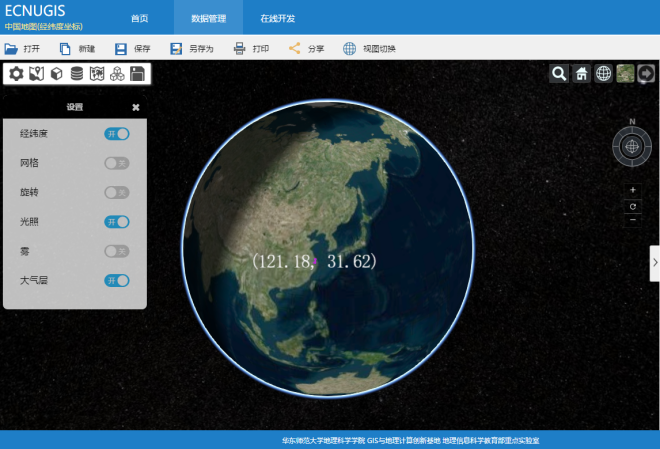 ECNUGIS
中国地图(经纬度坐标)
首页 数据管理 在线开发
打开 新建 保存 另存为 打印 分享 视图切换
设置
经纬度 开
网格 关
旋转 关
光照 开
雾 关
大气层 开
N
(121.18, 31.62)
华东师范大学地理科学学院 GIS与地理计算创新基地 地理信息科学教育部重点实验室